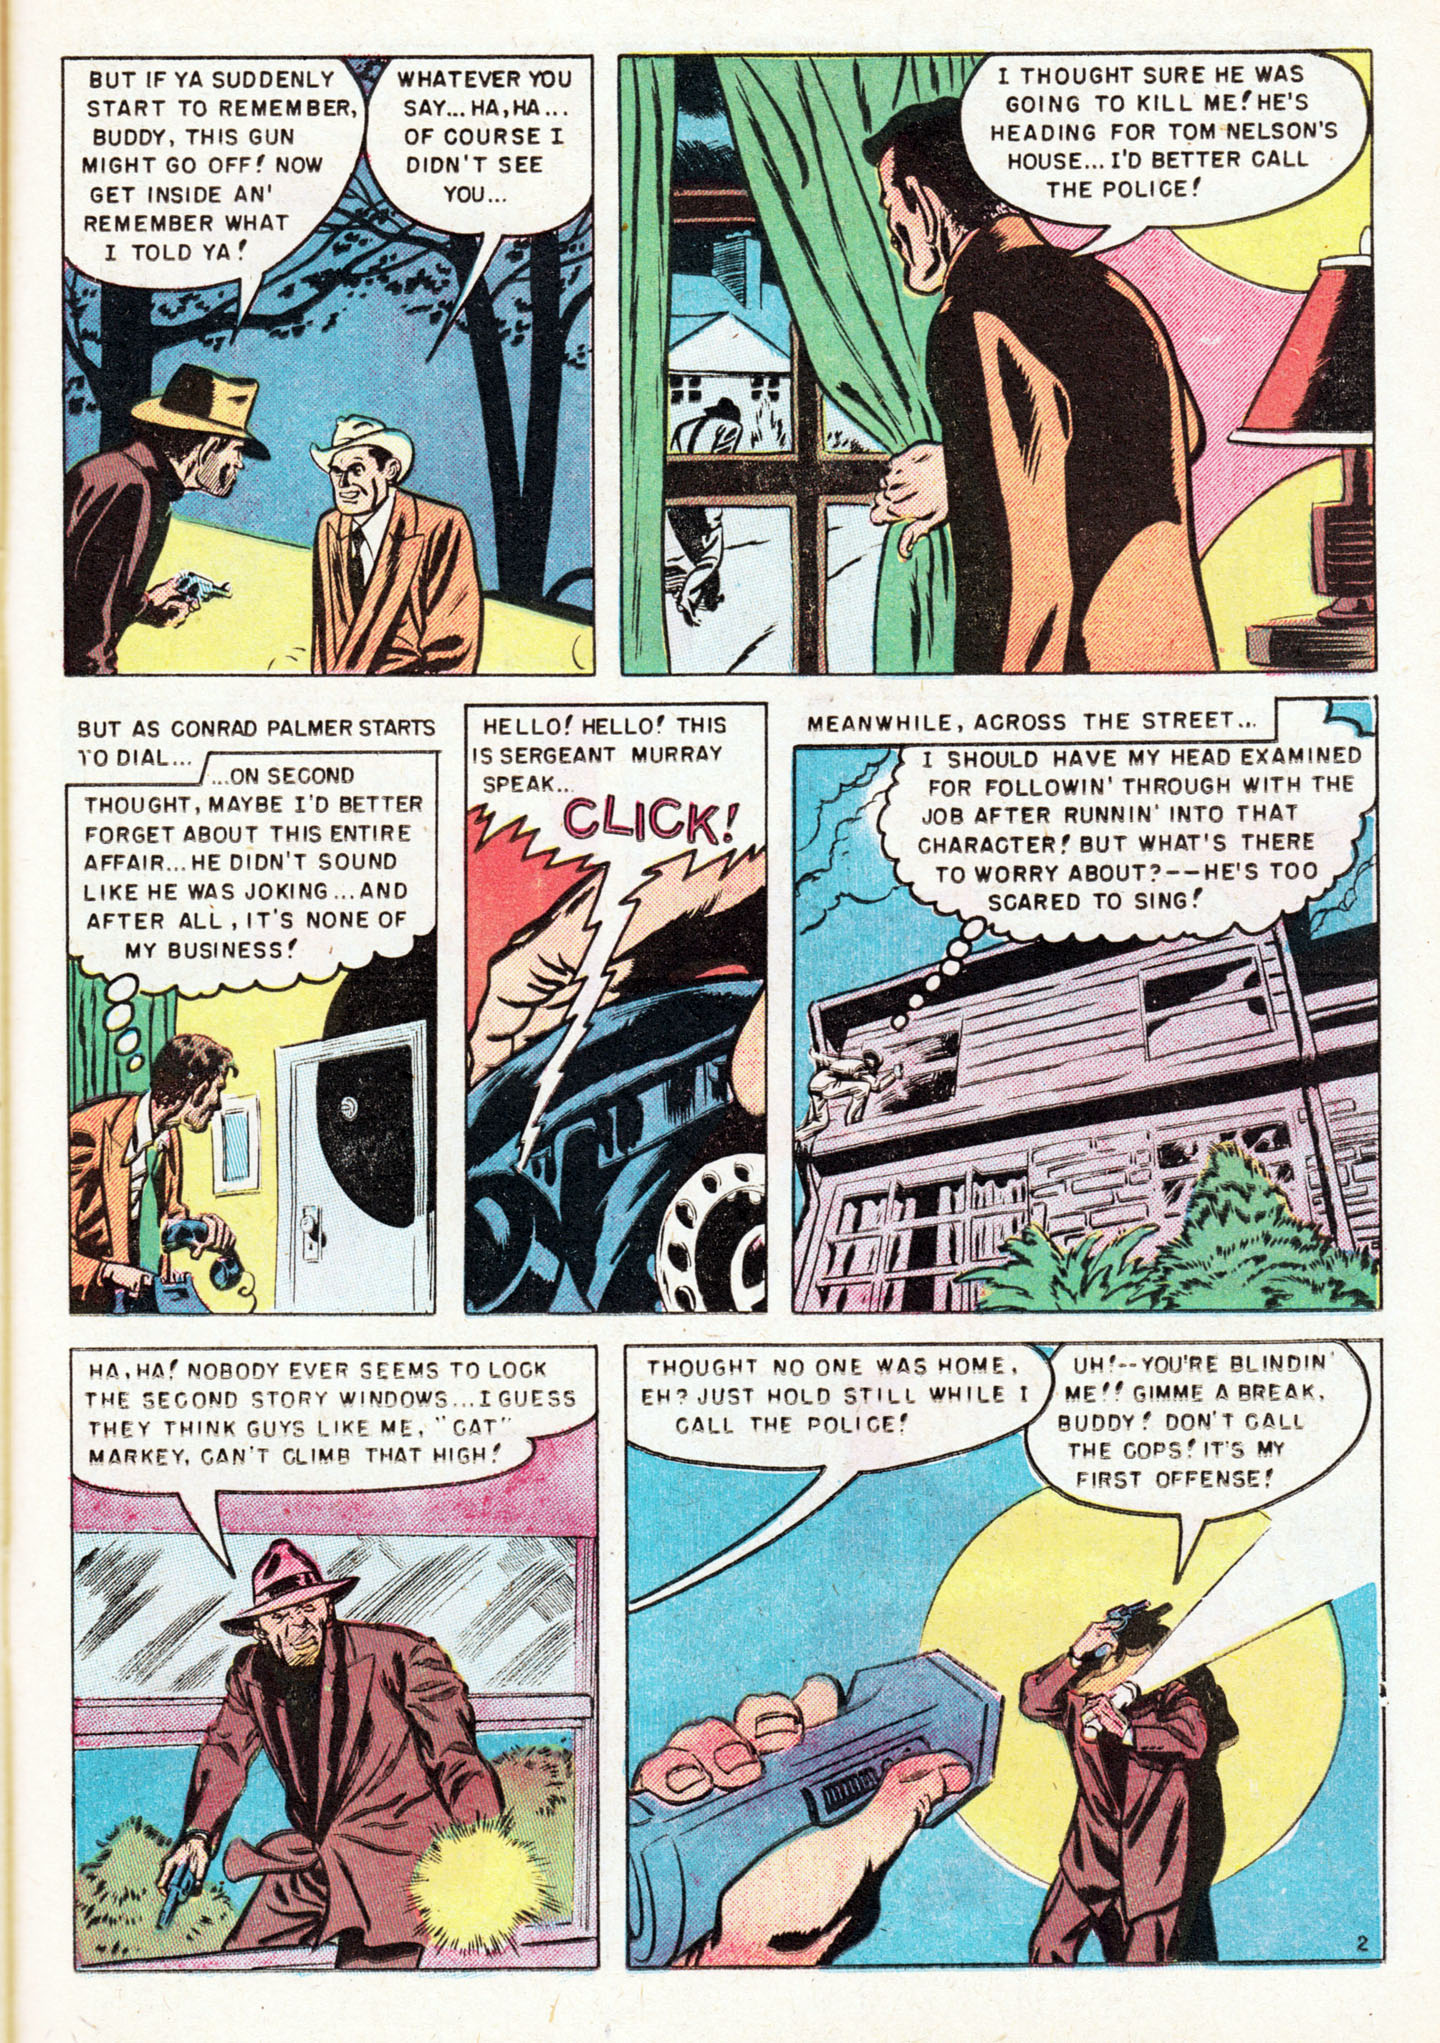 BUT IF YA SUDDENLY
START TO REMEMBER,
BUDDY, THIS GUN
MIGHT GO OFF! NOW
GET INSIDE AN'
REMEMBER WHAT
I TOLD YA!
WHATEVER YOU
SAY... HA, HA...
OF COURSE I
DIDN'T SEE
YOU...
I THOUGHT SURE HE WAS
GOING TO KILL ME! HE'S
HEADING FOR TOM NELSON'S
HOUSE... I'D BETTER CALL
THE POLICE!
BUT AS CONRAD PALMER STARTS
TO DIAL...
...ON SECOND
THOUGHT, MAYBE I'D BETTER
FORGET ABOUT THIS ENTIRE
AFFAIR... HE DIDN'T SOUND
LIKE HE WAS JOKING... AND
AFTER ALL, IT'S NONE OF
MY BUSINESS!
HELLO! HELLO! THIS
IS SERGEANT MURRAY
SPEAK...
CLICK!
MEANWHILE, ACROSS THE STREET...
I SHOULD HAVE MY HEAD EXAMINED
FOR FOLLOWIN' THROUGH WITH THE
JOB AFTER RUNNIN' INTO THAT
CHARACTER! BUT WHAT'S THERE
TO WORRY ABOUT?--HE'S TOO
SCARED TO SING!
HA, HA! NOBODY EVER SEEMS TO LOCK
THE SECOND STORY WINDOWS... I GUESS
THEY THINK GUYS LIKE ME, "CAT"
MARKEY, CAN'T CLIMB THAT HIGH!
THOUGHT NO ONE WAS HOME,
EH? JUST HOLD STILL WHILE I
CALL THE POLICE!
UH!--YOU'RE BLINDIN'
ME!! GIMME A BREAK,
BUDDY! DON'T CALL
THE COPS! IT'S MY
FIRST OFFENSE!
2